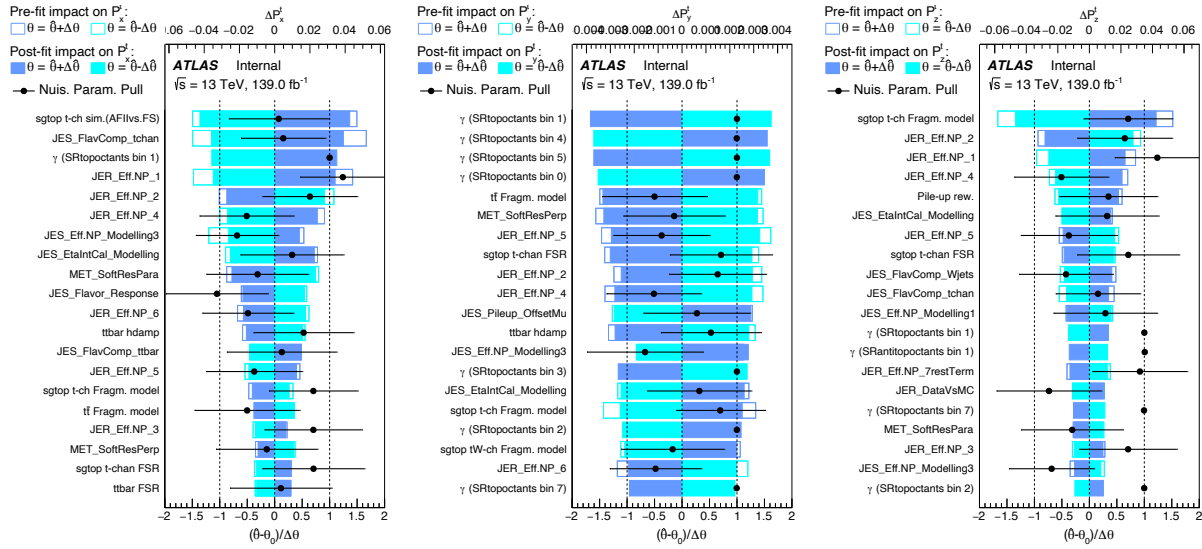 Pre-fit impact on P^t_x:
θ = θ̂+Δθ θ = θ̂-Δθ
Post-fit impact on P^t_x:
θ = θ̂+Δθ̂ θ = θ̂-Δθ̂
Nuis. Param. Pull
ΔP^t_x
-0.04 -0.02 0 0.02 0.04 0.06
ATLAS Internal
√s = 13 TeV, 139.0 fb⁻¹
sgtop t-ch sim.(AFIIvs.FS)
JES_FlavComp_tchan
γ (SRtopoctants bin 1)
JER_Eff.NP_1
JER_Eff.NP_2
JER_Eff.NP_4
JES_Eff.NP_Modelling3
JES_EtaIntCal_Modelling
MET_SoftResPara
JES_Flavor_Response
JER_Eff.NP_6
ttbar hdamp
JES_FlavComp_ttbar
JER_Eff.NP_5
sgtop t-ch Fragm. model
tt̄ Fragm. model
JER_Eff.NP_3
MET_SoftResPerp
sgtop t-chan FSR
ttbar FSR
-2 -1.5 -1 -0.5 0 0.5 1 1.5 2
(θ̂-θ₀)/Δθ
Pre-fit impact on P^t_y:
θ = θ̂+Δθ θ = θ̂-Δθ
Post-fit impact on P^t_y:
θ = θ̂+Δθ̂ θ = θ̂-Δθ̂
Nuis. Param. Pull
ΔP^t_y
0.004-0.003-0.002-0.001 0 0.001 0.002 0.003 0.004
ATLAS Internal
√s = 13 TeV, 139.0 fb⁻¹
γ (SRtopoctants bin 1)
γ (SRtopoctants bin 4)
γ (SRtopoctants bin 5)
γ (SRtopoctants bin 0)
tt̄ Fragm. model
MET_SoftResPerp
JER_Eff.NP_5
sgtop t-chan FSR
JER_Eff.NP_2
JER_Eff.NP_4
JES_Pileup_OffsetMu
ttbar hdamp
JES_Eff.NP_Modelling3
γ (SRtopoctants bin 3)
JES_EtaIntCal_Modelling
sgtop t-ch Fragm. model
γ (SRtopoctants bin 2)
sgtop tW-ch Fragm. model
JER_Eff.NP_6
γ (SRtopoctants bin 7)
-2 -1.5 -1 -0.5 0 0.5 1 1.5 2
(θ̂-θ₀)/Δθ
Pre-fit impact on P^t_z:
θ = θ̂+Δθ θ = θ̂-Δθ
Post-fit impact on P^t_z:
θ = θ̂+Δθ̂ θ = θ̂-Δθ̂
Nuis. Param. Pull
ΔP^t_z
.06 -0.04 -0.02 0 0.02 0.04 0.06
ATLAS Internal
√s = 13 TeV, 139.0 fb⁻¹
sgtop t-ch Fragm. model
JER_Eff.NP_2
JER_Eff.NP_1
JER_Eff.NP_4
Pile-up rew.
JES_EtaIntCal_Modelling
JER_Eff.NP_5
sgtop t-chan FSR
JES_FlavComp_Wjets
JES_FlavComp_tchan
JES_Eff.NP_Modelling1
γ (SRtopoctants bin 1)
γ (SRantitopoctants bin 1)
JER_Eff.NP_7restTerm
JER_DataVsMC
γ (SRtopoctants bin 7)
MET_SoftResPara
JER_Eff.NP_3
JES_Eff.NP_Modelling3
γ (SRtopoctants bin 2)
-2 -1.5 -1 -0.5 0 0.5 1 1.5 2
(θ̂-θ₀)/Δθ